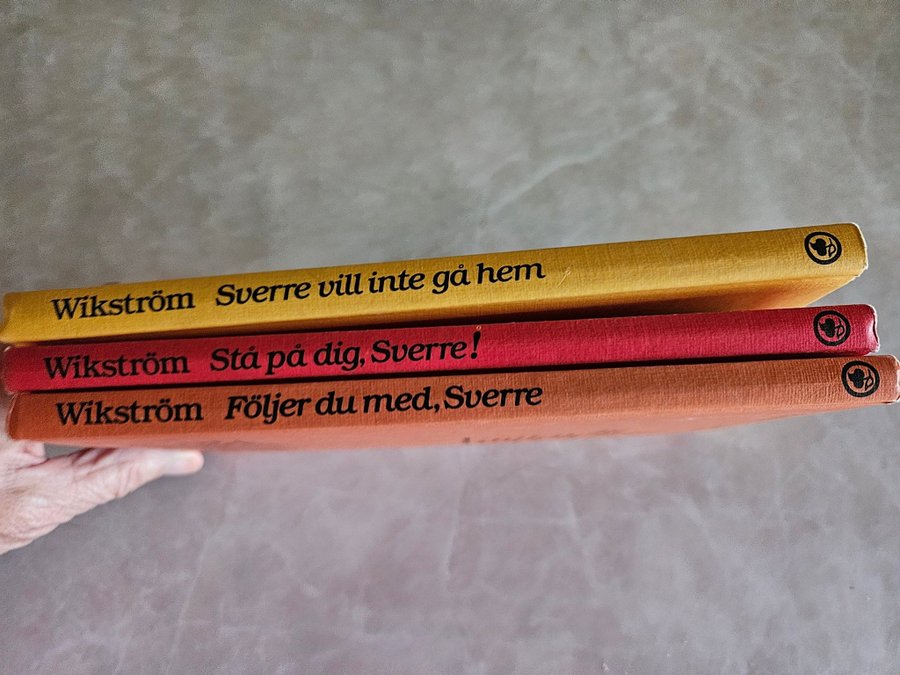 Wikström Sverre vill inte gå hem
Wikström Stå på dig, Sverre!
Wikström Följer du med, Sverre